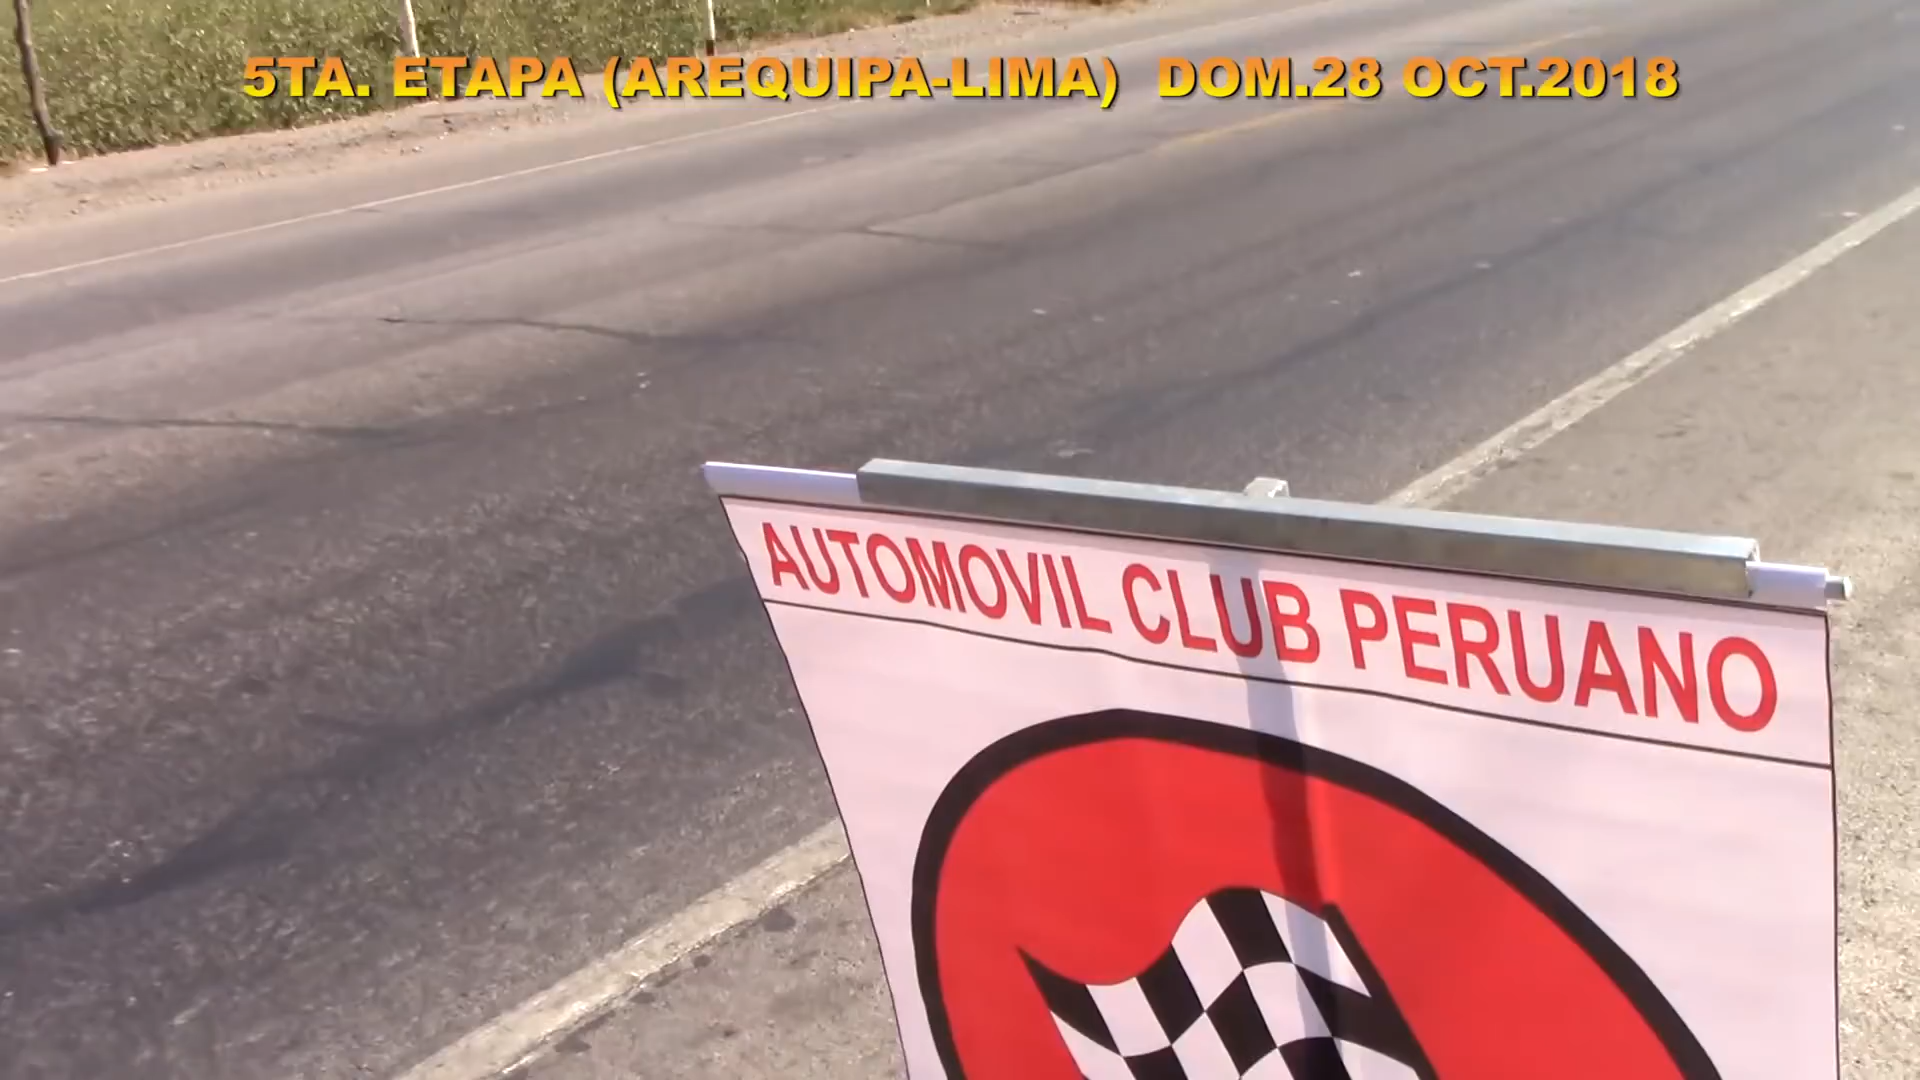 5TA. ETAPA (AREQUIPA-LIMA) DOM.28 OCT.2018
AUTOMOVIL CLUB PERUANO